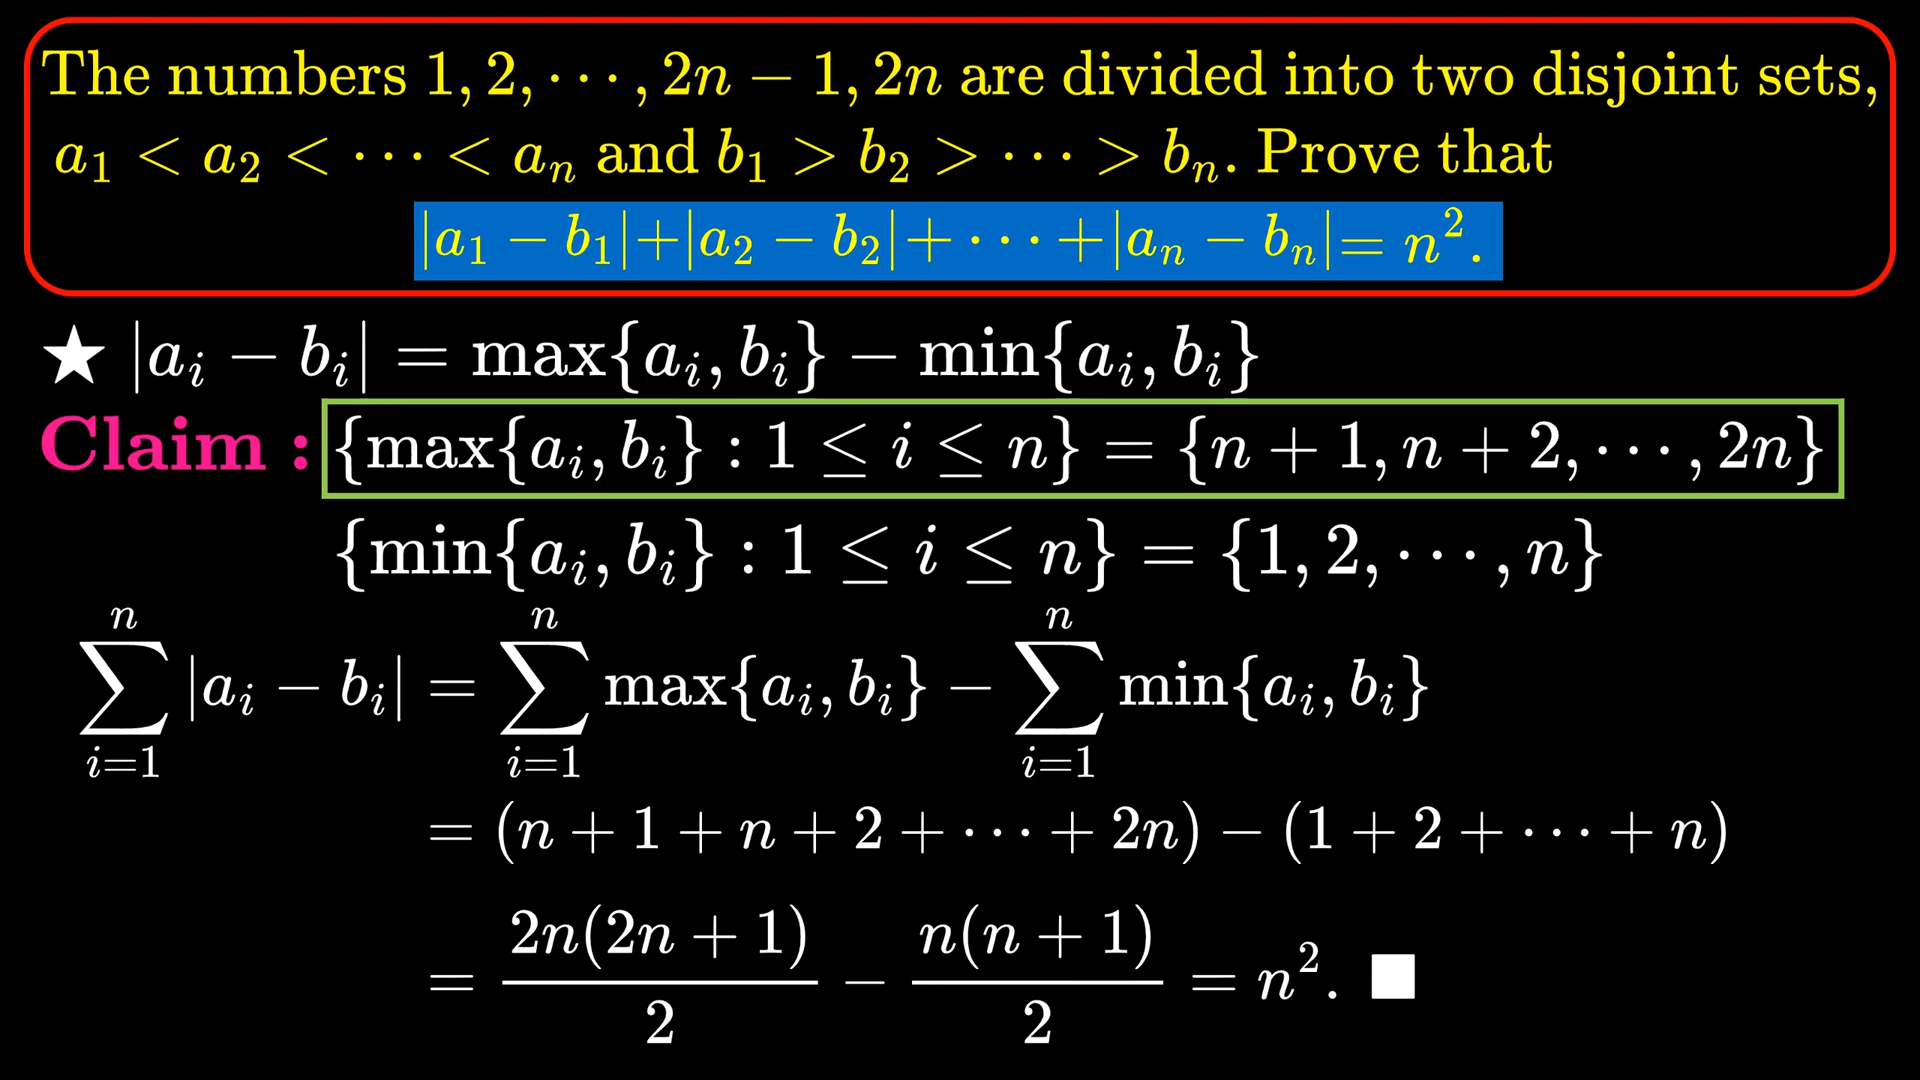 The numbers 1, 2, ⋯, 2n − 1, 2n are divided into two disjoint sets,
a₁ < a₂ < ⋯ < aₙ and b₁ > b₂ > ⋯ > bₙ. Prove that
|a₁ − b₁|+|a₂ − b₂|+⋯+|aₙ − bₙ|= n².
★ |aᵢ − bᵢ| = max{aᵢ, bᵢ} − min{aᵢ, bᵢ}
Claim : {max{aᵢ, bᵢ} : 1 ≤ i ≤ n} = {n + 1, n + 2, ⋯, 2n}
{min{aᵢ, bᵢ} : 1 ≤ i ≤ n} = {1, 2, ⋯, n}
∑_{i=1}^{n} |aᵢ − bᵢ| = ∑_{i=1}^{n} max{aᵢ, bᵢ} − ∑_{i=1}^{n} min{aᵢ, bᵢ}
= (n + 1 + n + 2 + ⋯ + 2n) − (1 + 2 + ⋯ + n)
= \frac{2n(2n + 1)}{2} − \frac{n(n + 1)}{2} = n². ■